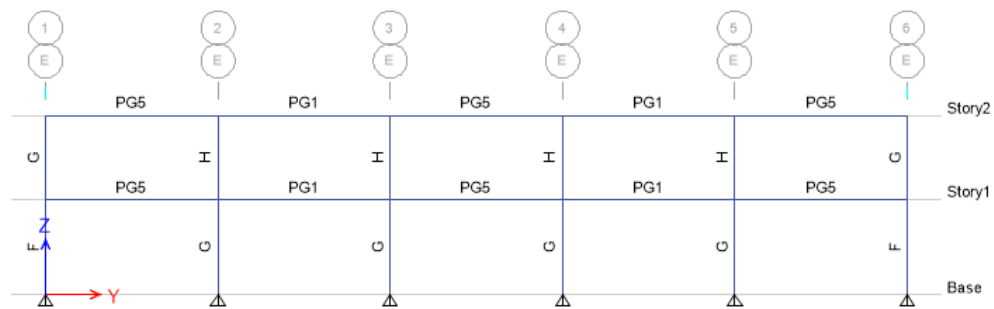 1 2 3 4 5 6
E E E E E E
PG5 PG1 PG5 PG1 PG5 Story2
G H H H H G
PG5 PG1 PG5 PG1 PG5 Story1
Z
F G G G G F
Y Base